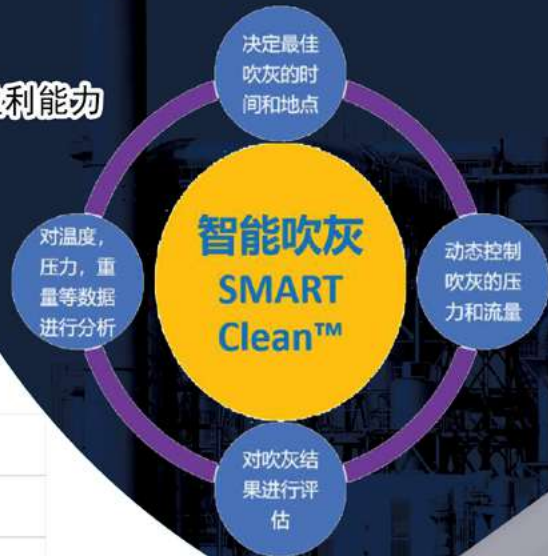 利能力
决定最佳
吹灰的时
间和地点
对温度，
压力，重
量等数据
进行分析
智能吹灰
SMART
Clean™
动态控制
吹灰的压
力和流量
对吹灰结
果进行评
估